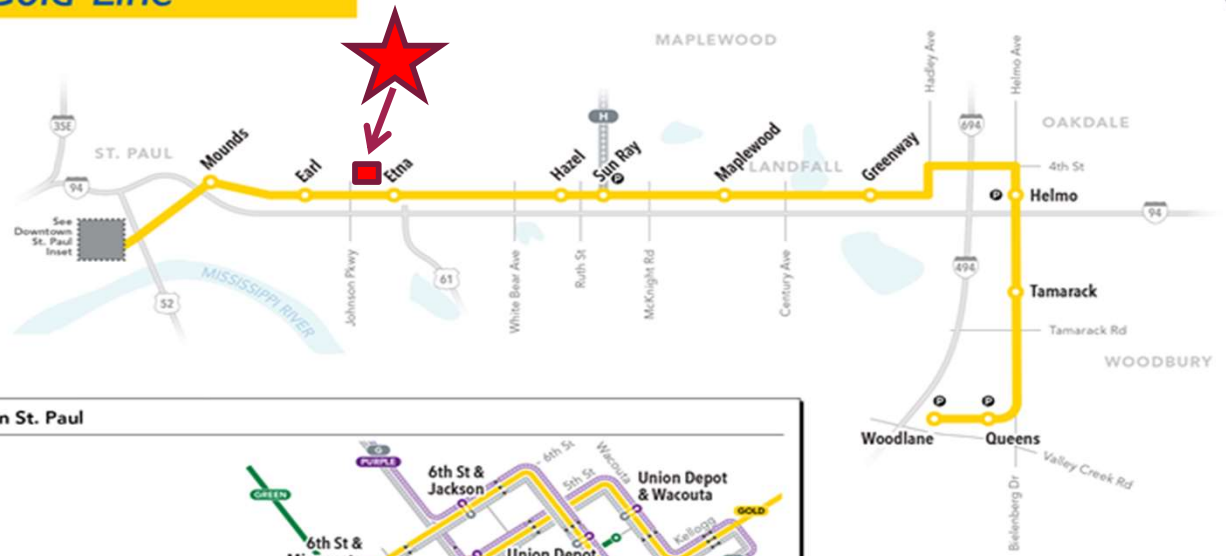 Gold Line
MAPLEWOOD
Hadley Ave
Helmo Ave
35E
ST. PAUL
Mounds
Earl
Etna
Hazel
H
Sun Ray
P
Maplewood
LANDFALL
Greenway
694
OAKDALE
4th St
94
P
Helmo
94
See
Downtown
St. Paul
Inset
MISSISSIPPI RIVER
52
Johnson Pkwy
61
White Bear Ave
Ruth St
McKnight Rd
Century Ave
494
Tamarack
Tamarack Rd
WOODBURY
P
P
Woodlane
Queens
Valley Creek Rd
Bielenberg Dr
n St. Paul
G
PURPLE
GREEN
6th St &
Jackson
6th St
Wacouta
5th St
Union Depot
& Wacouta
GOLD
Kellogg
6th St &
Union Depot